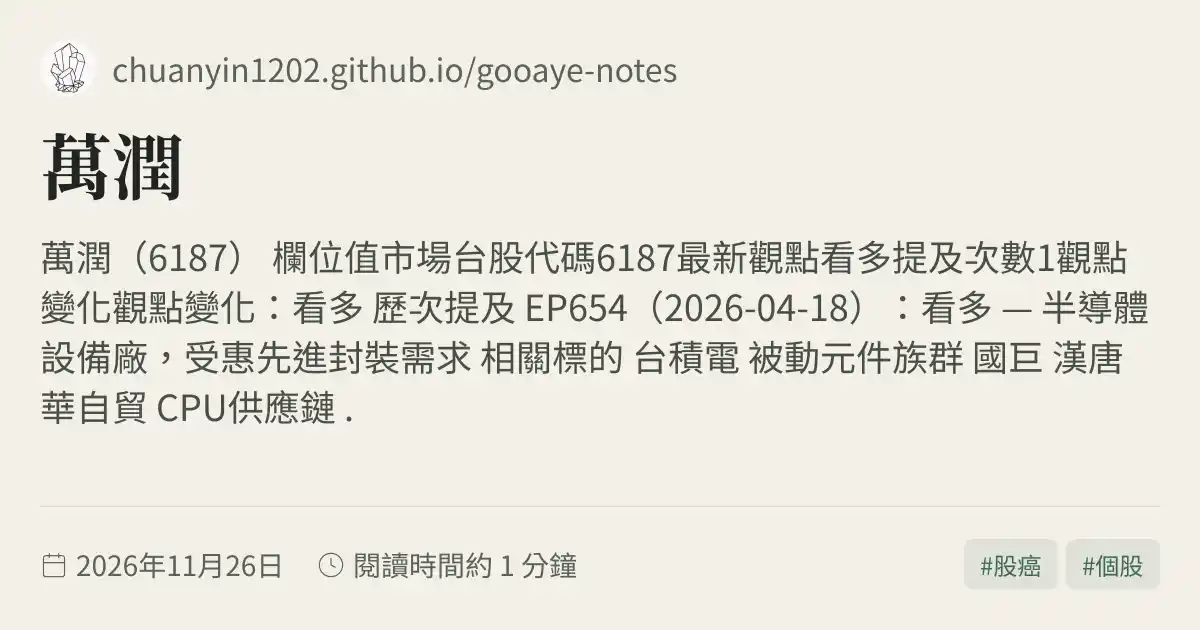 chuanyin1202.github.io/gooaye-notes
萬潤
萬潤（6187） 欄位值市場台股代碼6187最新觀點看多提及次數1觀點
變化觀點變化：看多 歷次提及 EP654（2026-04-18）：看多 — 半導體
設備廠，受惠先進封裝需求 相關標的 台積電 被動元件族群 國巨 漢唐
華自貿 CPU供應鏈 .
2026年11月26日 閱讀時間約 1 分鐘 #股癌 #個股